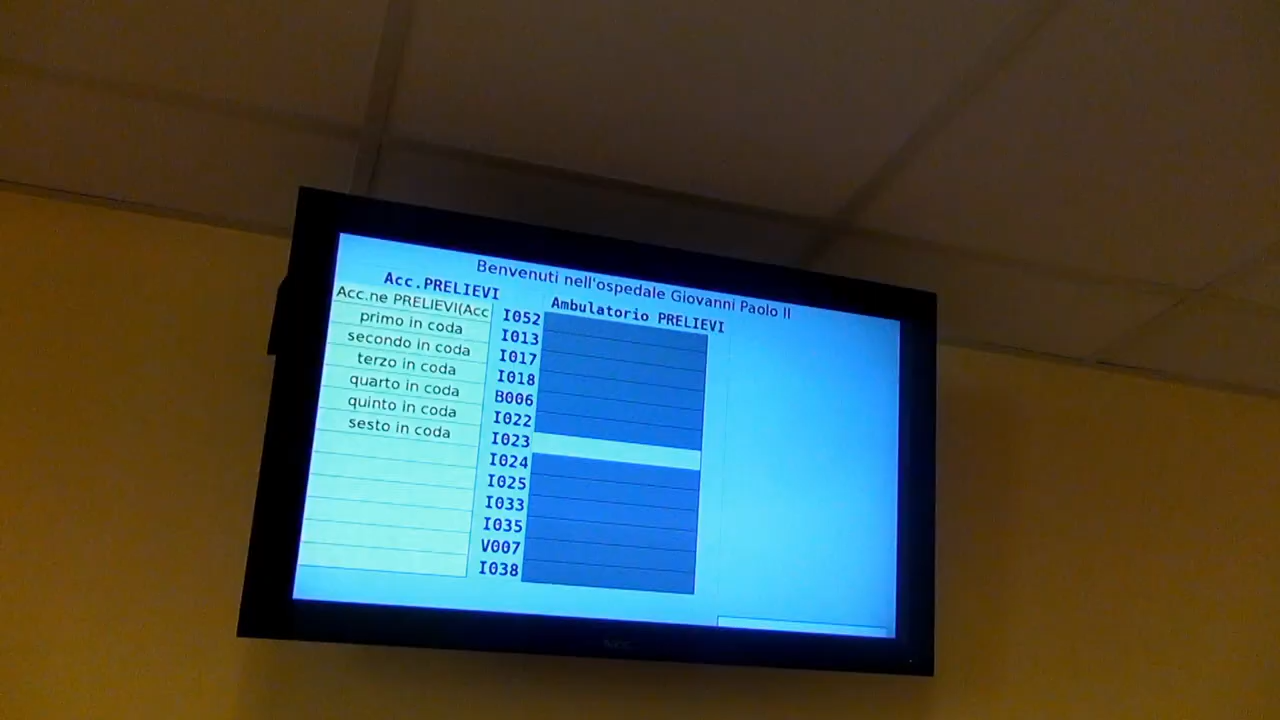 Benvenuti nell'ospedale Giovanni Paolo II
Acc.PRELIEVI
Ambulatorio PRELIEVI
Acc.ne PRELIEVI(Acc
I052
primo in coda
I013
secondo in coda
I017
terzo in coda
I018
quarto in coda
B006
quinto in coda
I022
sesto in coda
I023
I024
I025
I033
I035
V007
I038
NEC